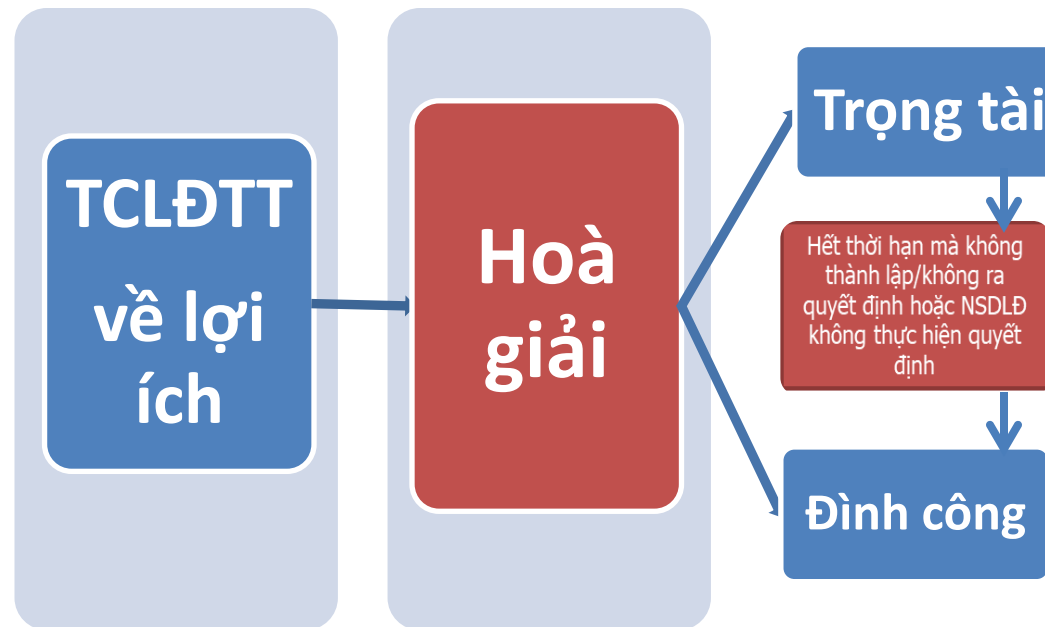 TCLĐTT
về lợi
ích
Hoà
giải
Trọng tài
Hết thời hạn mà không
thành lập/không ra
quyết định hoặc NSDLĐ
không thực hiện quyết
định
Đình công